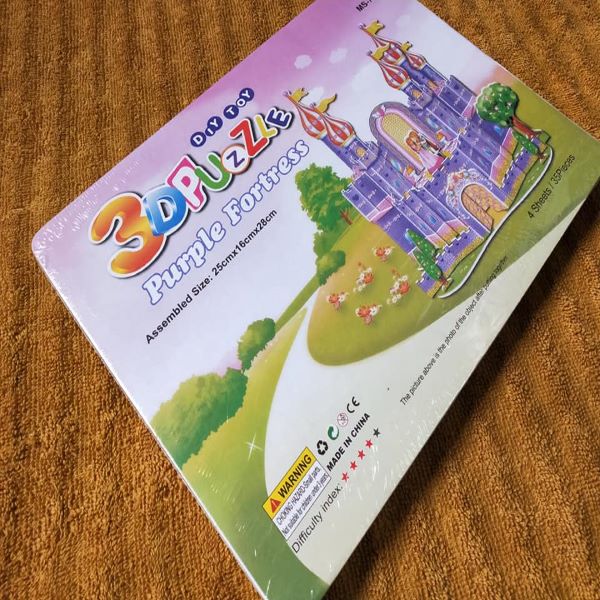 DIY TOY
3D PUZZLE
Purple Fortress
Assembled Size: 25cmx16cmx28cm
4 Sheets / 35Pieces
The picture above is the photo of the object after putting together
CE
MADE IN CHINA
WARNING
CHOKING HAZARD-Small parts.
Not suitable for children under 3 years
Difficulty index: